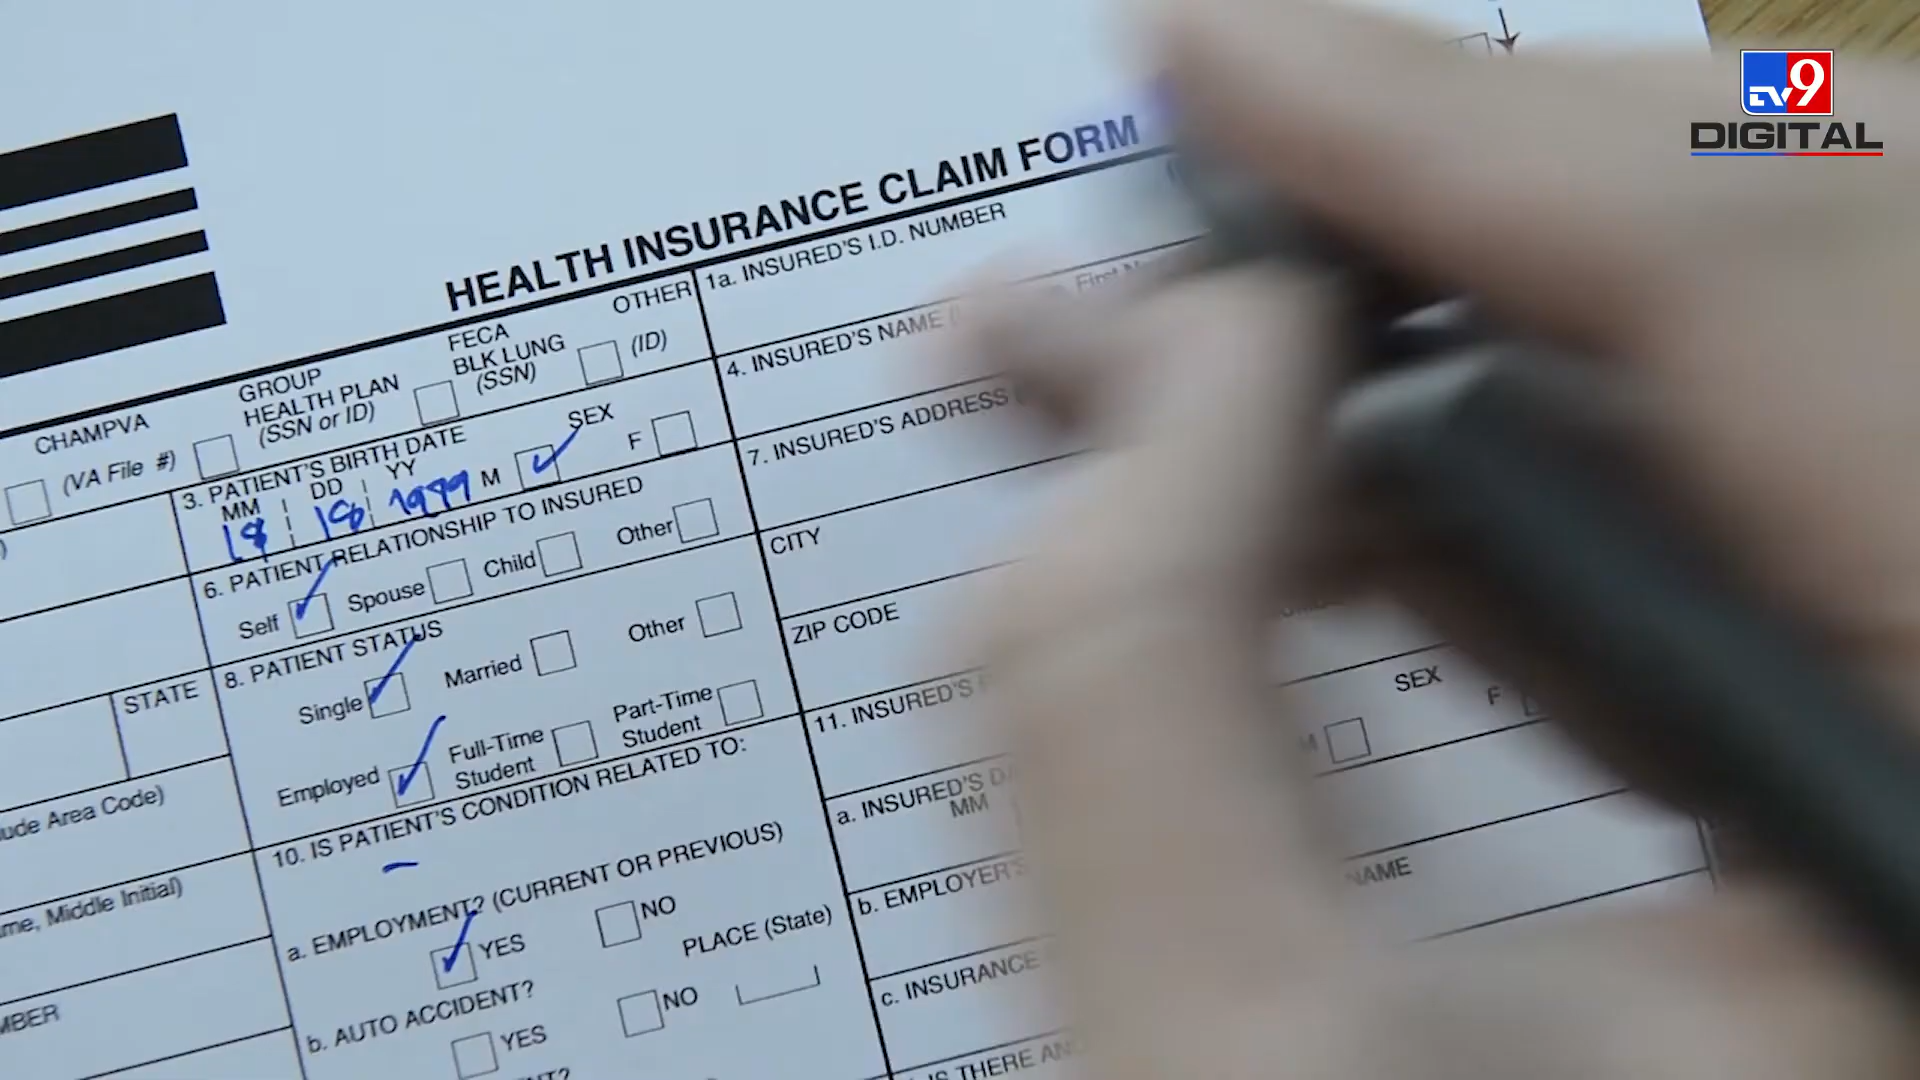 TV9
DIGITAL
HEALTH INSURANCE CLAIM FORM
CHAMPVA
(VA File #)
GROUP
HEALTH PLAN
(SSN or ID)
FECA
BLK LUNG
(SSN)
OTHER
(ID)
1a. INSURED'S I.D. NUMBER
3. PATIENT'S BIRTH DATE
MM DD YY
18 18 1979 M
SEX
F
4. INSURED'S NAME
6. PATIENT RELATIONSHIP TO INSURED
Self Spouse Child Other
7. INSURED'S ADDRESS
STATE
8. PATIENT STATUS
Single Married Other
CITY
Employed Full-Time
Student Part-Time
Student
ZIP CODE
ude Area Code)
10. IS PATIENT'S CONDITION RELATED TO:
11. INSURED'S
me, Middle Initial)
a. EMPLOYMENT? (CURRENT OR PREVIOUS)
YES NO
a. INSURED'S DA
MM
SEX
M F
MBER
b. AUTO ACCIDENT?
PLACE (State)
YES NO
b. EMPLOYER'S
NAME
c. INSURANCE
IS THERE AN